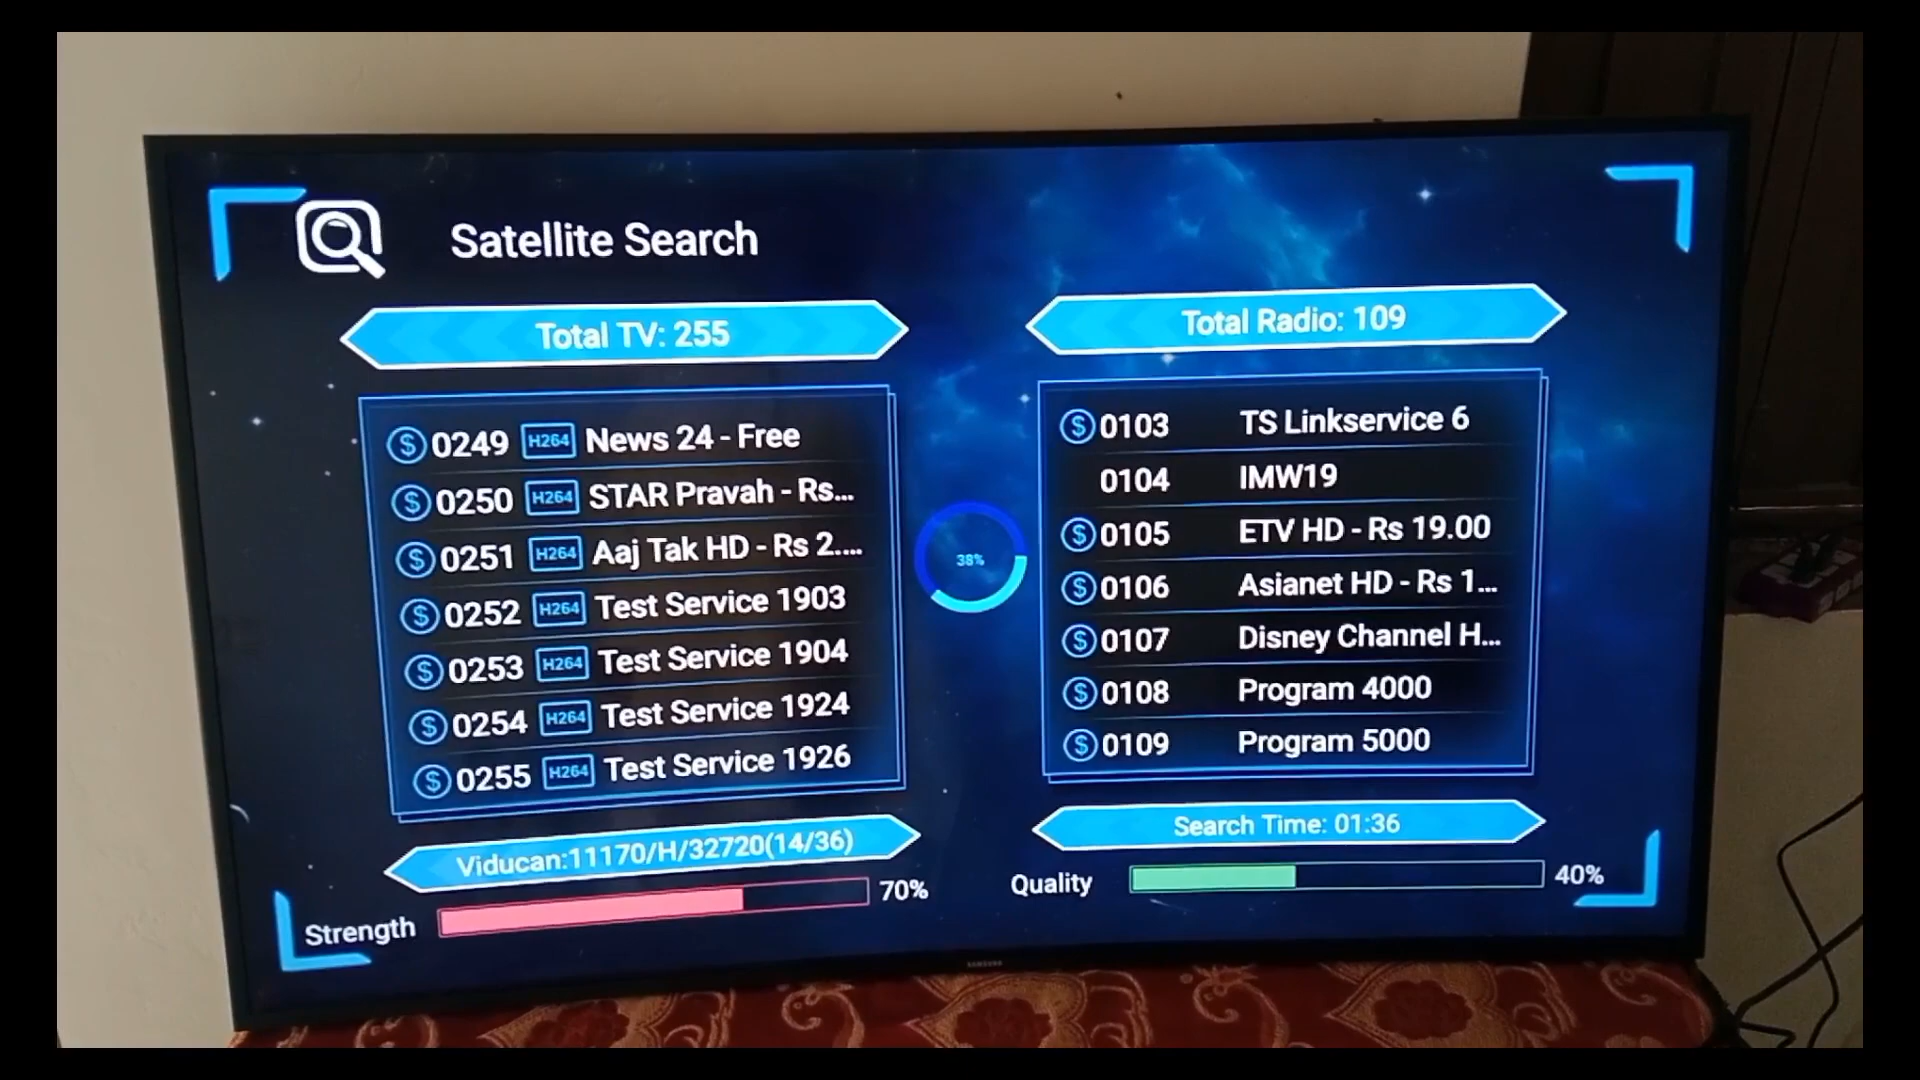 Satellite Search
Total TV: 255
0249 H264 News 24 - Free
0250 H264 STAR Pravah - Rs...
0251 H264 Aaj Tak HD - Rs 2....
0252 H264 Test Service 1903
0253 H264 Test Service 1904
0254 H264 Test Service 1924
0255 H264 Test Service 1926
38%
Total Radio: 109
0103 TS Linkservice 6
0104 IMW19
0105 ETV HD - Rs 19.00
0106 Asianet HD - Rs 1...
0107 Disney Channel H...
0108 Program 4000
0109 Program 5000
Viducan:11170/H/32720(14/36)
Search Time: 01:36
Strength 70%
Quality 40%
SAMSUNG